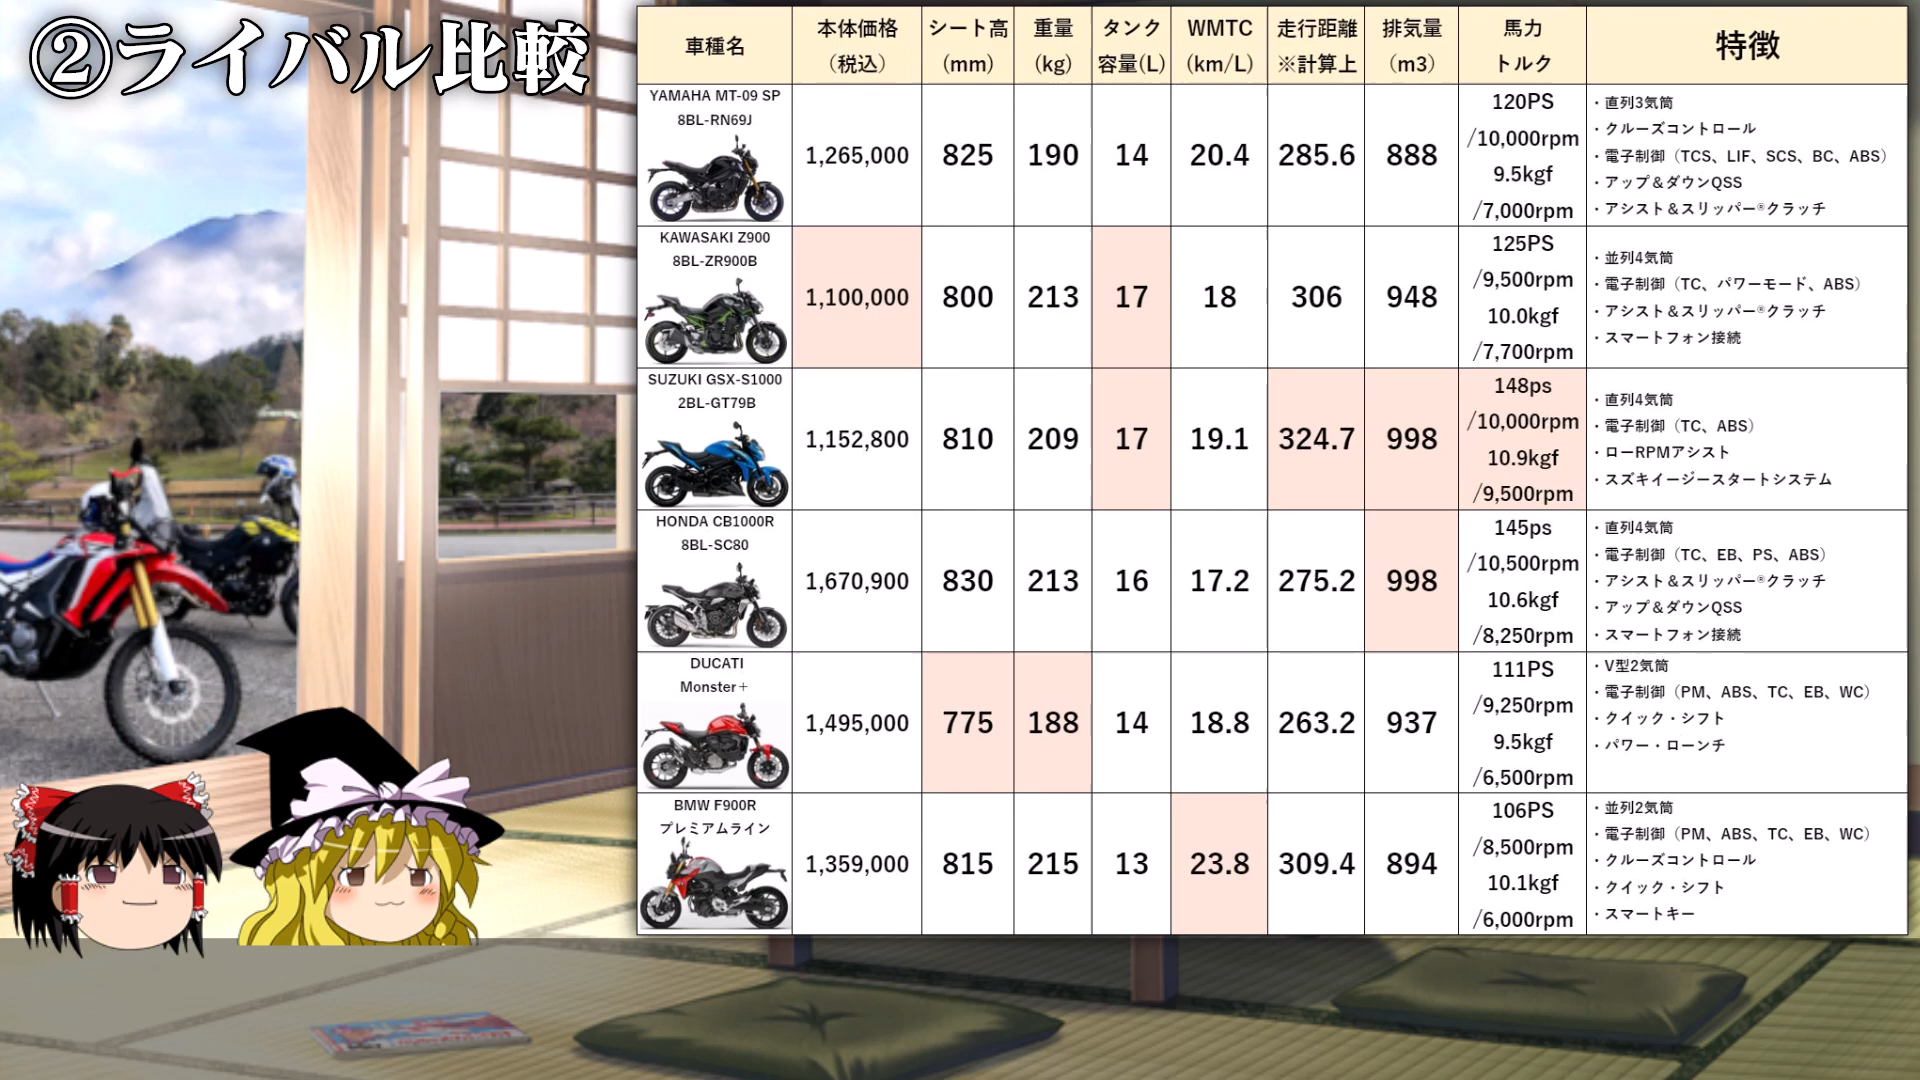 ②ライバル比較
車種名
本体価格
（税込）
シート高
(mm)
重量
(kg)
タンク
容量(L)
WMTC
(km/L)
走行距離
※計算上
排気量
（m3）
馬力
トルク
特徴
YAMAHA MT-09 SP
8BL-RN69J
1,265,000
825
190
14
20.4
285.6
888
120PS
/10,000rpm
9.5kgf
/7,000rpm
・直列3気筒
・クルーズコントロール
・電子制御（TCS、LIF、SCS、BC、ABS）
・アップ＆ダウンQSS
・アシスト＆スリッパー®クラッチ
KAWASAKI Z900
8BL-ZR900B
1,100,000
800
213
17
18
306
948
125PS
/9,500rpm
10.0kgf
/7,700rpm
・並列4気筒
・電子制御（TC、パワーモード、ABS）
・アシスト＆スリッパー®クラッチ
・スマートフォン接続
SUZUKI GSX-S1000
2BL-GT79B
1,152,800
810
209
17
19.1
324.7
998
148ps
/10,000rpm
10.9kgf
/9,500rpm
・直列4気筒
・電子制御（TC、ABS）
・ローRPMアシスト
・スズキイージースタートシステム
HONDA CB1000R
8BL-SC80
1,670,900
830
213
16
17.2
275.2
998
145ps
/10,500rpm
10.6kgf
/8,250rpm
・直列4気筒
・電子制御（TC、EB、PS、ABS）
・アシスト＆スリッパー®クラッチ
・アップ＆ダウンQSS
・スマートフォン接続
DUCATI
Monster＋
1,495,000
775
188
14
18.8
263.2
937
111PS
/9,250rpm
9.5kgf
/6,500rpm
・V型2気筒
・電子制御（PM、ABS、TC、EB、WC）
・クイック・シフト
・パワー・ローンチ
BMW F900R
プレミアムライン
1,359,000
815
215
13
23.8
309.4
894
106PS
/8,500rpm
10.1kgf
/6,000rpm
・並列2気筒
・電子制御（PM、ABS、TC、EB、WC）
・クルーズコントロール
・クイック・シフト
・スマートキー